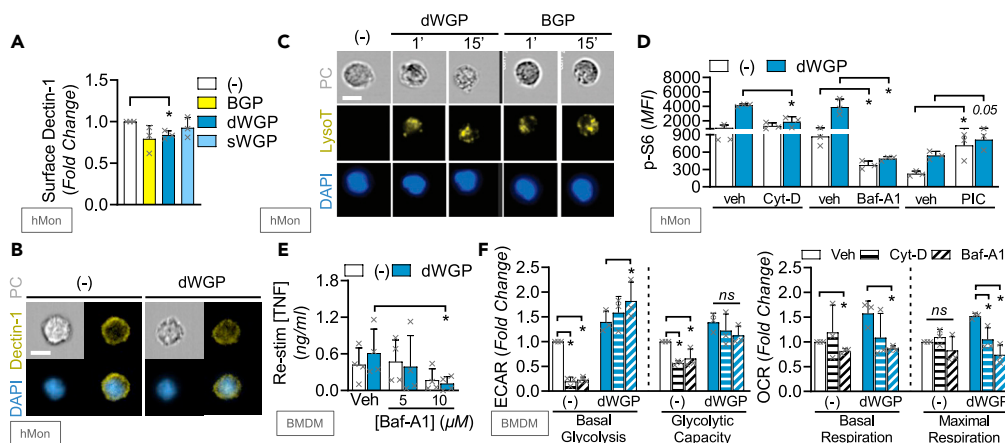 A
Surface Dectin-1
(Fold Change)
1.0
0.5
0.0
*
(-)
BGP
dWGP
sWGP
hMon
B
(-)
dWGP
Dectin-1 PC
DAPI
hMon
C
(-)
dWGP
BGP
1’
15’
1’
15’
PC
LysoT
DAPI
hMon
D
(-)
dWGP
p-S6 (MFI)
6000
4000
2000
900
600
300
0
*
*
*
*
0.05
veh
Cyt-D
veh
Baf-A1
veh
PIC
hMon
E
(-)
dWGP
Re-stim [TNF]
(ng/ml)
1.5
1.0
0.5
0.0
*
Veh
5
10
[Baf-A1] (µM)
BMDM
F
ECAR (Fold Change)
2.5
2.0
1.5
1.0
0.5
0.0
*
*
*
*
*
ns
(-)
dWGP
(-)
dWGP
Basal
Glycolysis
Glycolytic
Capacity
BMDM
Veh
Cyt-D
Baf-A1
OCR (Fold Change)
2.5
2.0
1.5
1.0
0.5
0.0
*
*
ns
*
*
(-)
dWGP
(-)
dWGP
Basal
Respiration
Maximal
Respiration